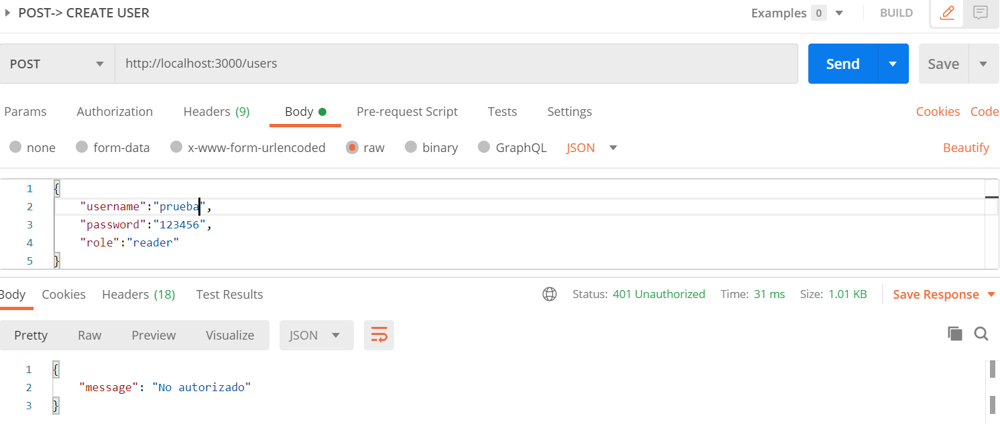 POST-> CREATE USER Examples 0 BUILD
POST http://localhost:3000/users Send Save
Params Authorization Headers (9) Body Pre-request Script Tests Settings Cookies Code
none form-data x-www-form-urlencoded raw binary GraphQL JSON Beautify
1 {
2 "username":"prueba",
3 "password":"123456",
4 "role":"reader"
5 }
Body Cookies Headers (18) Test Results Status: 401 Unauthorized Time: 31 ms Size: 1.01 KB Save Response
Pretty Raw Preview Visualize JSON
1 {
2 "message": "No autorizado"
3 }